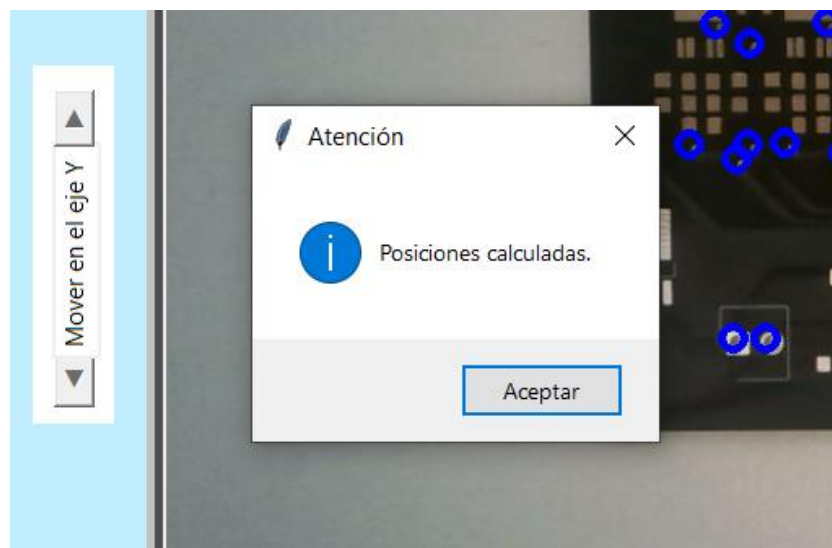 Mover en el eje Y
Atención
Posiciones calculadas.
Aceptar